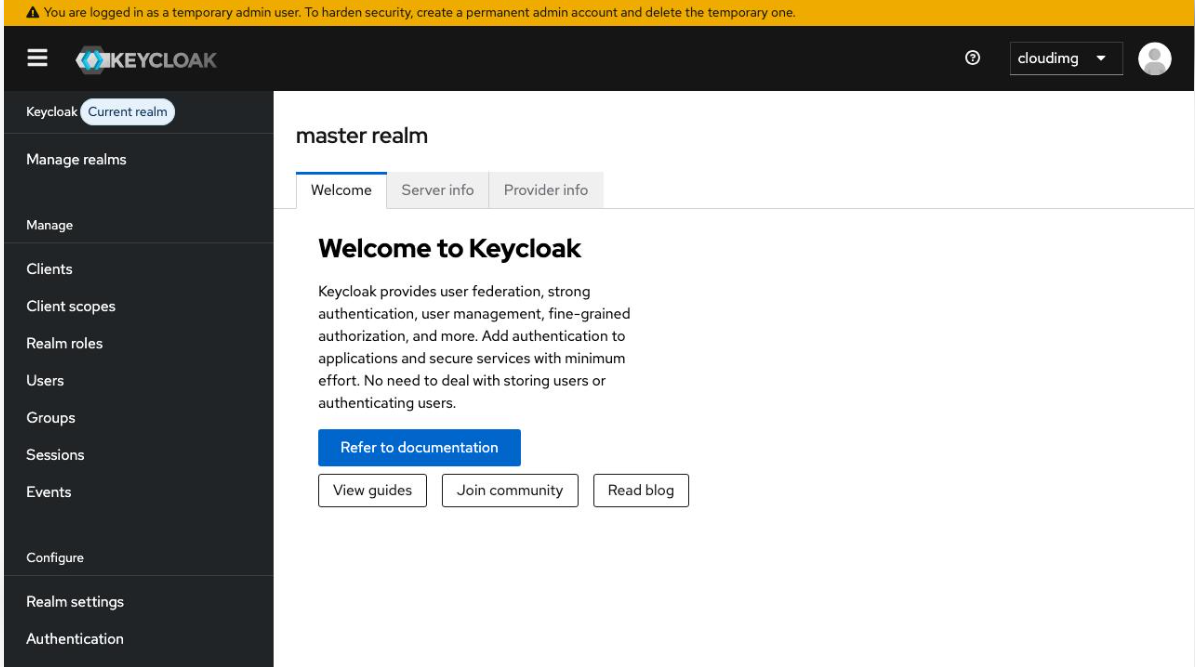 You are logged in as a temporary admin user. To harden security, create a permanent admin account and delete the temporary one.
KEYCLOAK
cloudimg
Keycloak Current realm
Manage realms
Manage
Clients
Client scopes
Realm roles
Users
Groups
Sessions
Events
Configure
Realm settings
Authentication
master realm
Welcome Server info Provider info
Welcome to Keycloak
Keycloak provides user federation, strong
authentication, user management, fine-grained
authorization, and more. Add authentication to
applications and secure services with minimum
effort. No need to deal with storing users or
authenticating users.
Refer to documentation
View guides Join community Read blog